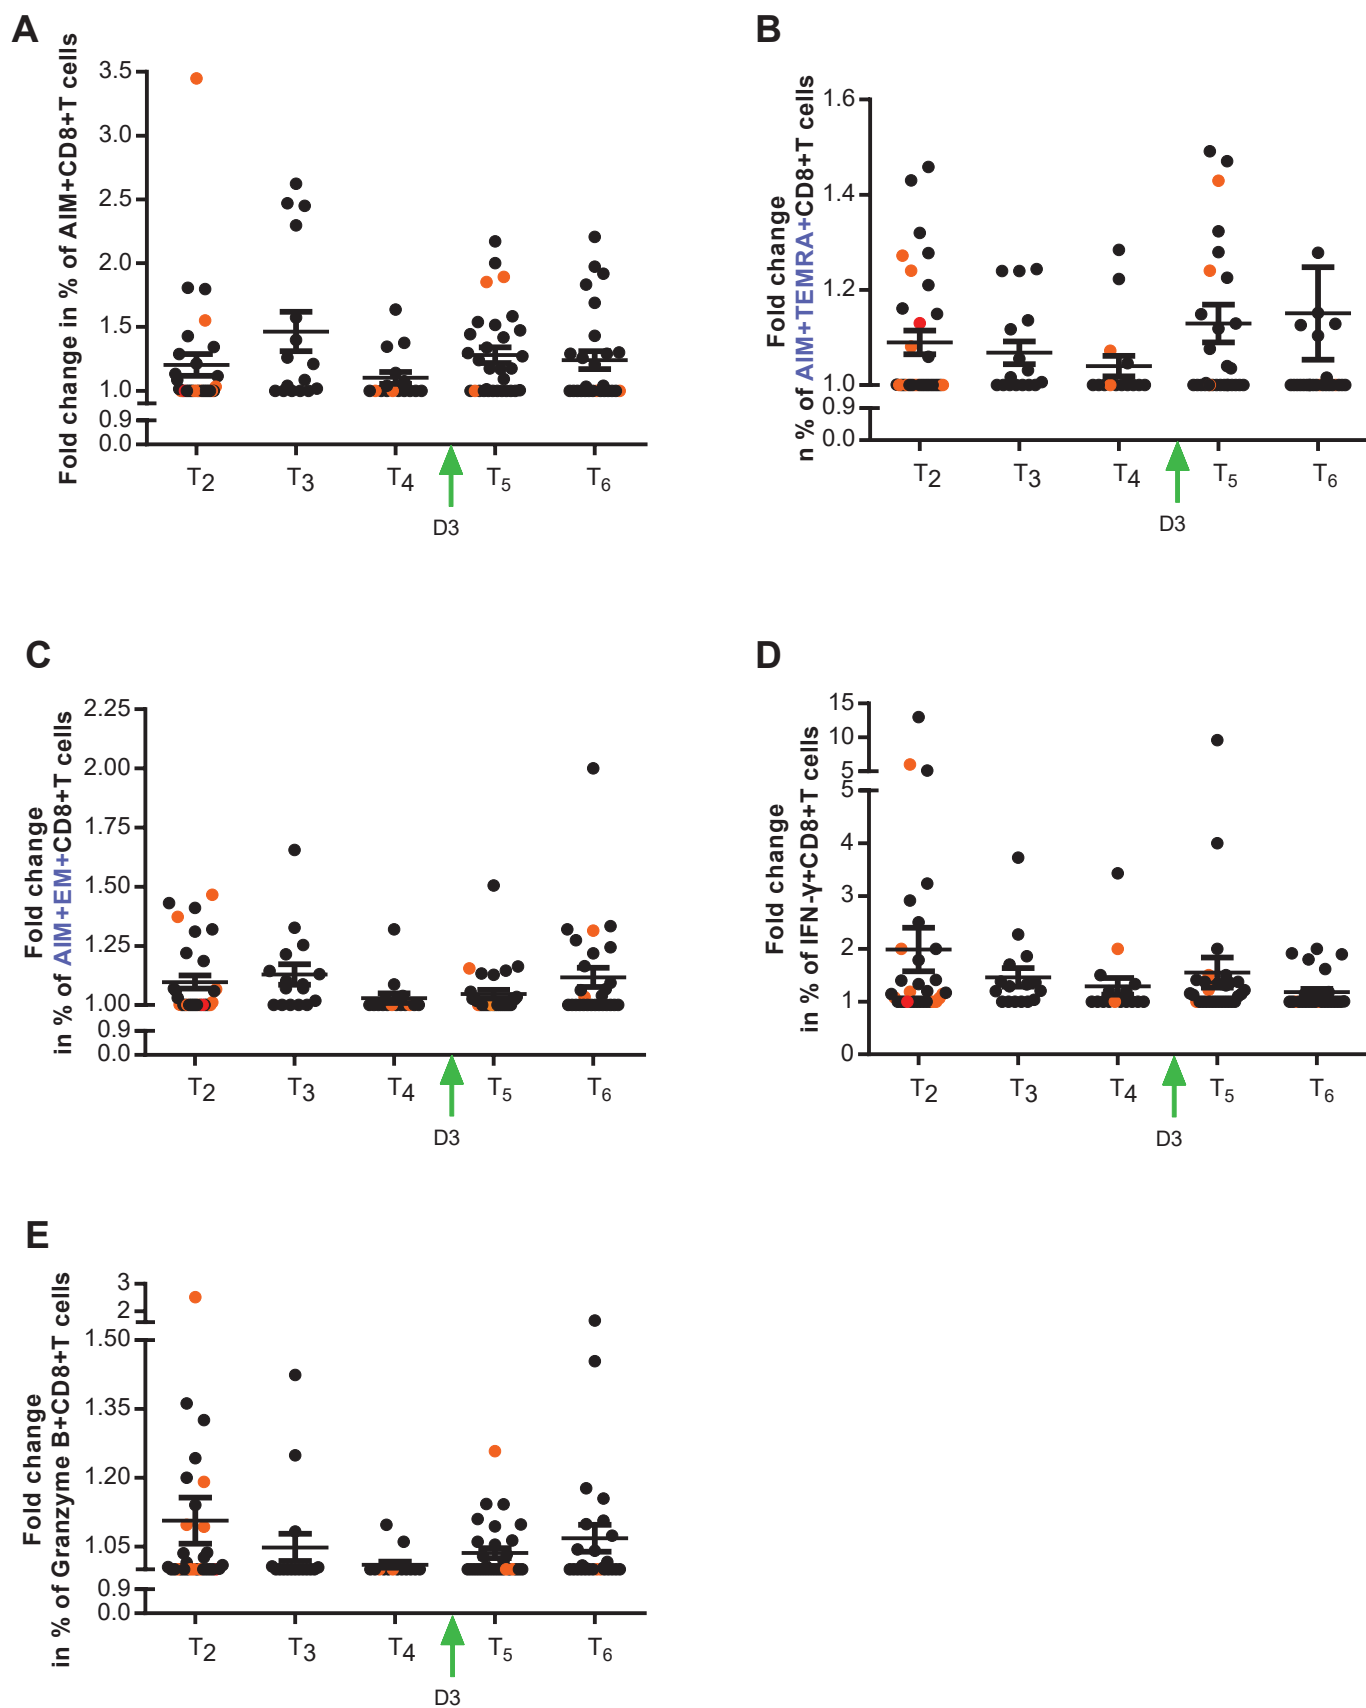 A
Fold change in % of AIM+CD8+T cells
3.5
3.0
2.5
2.0
1.5
1.0
0.9
0.0
T2
T3
T4
T5
T6
D3
B
Fold change
n % of AIM+TEMRA+CD8+T cells
1.6
1.4
1.2
1.0
0.9
0.0
T2
T3
T4
T5
T6
D3
C
Fold change
in % of AIM+EM+CD8+T cells
2.25
2.00
1.75
1.50
1.25
1.00
0.9
0.0
T2
T3
T4
T5
T6
D3
D
Fold change
in % of IFN-γ+CD8+T cells
15
10
5
5
4
3
2
1
0
T2
T3
T4
T5
T6
D3
E
Fold change
in % of Granzyme B+CD8+T cells
3
2
1.50
1.35
1.20
1.05
0.9
0.0
T2
T3
T4
T5
T6
D3